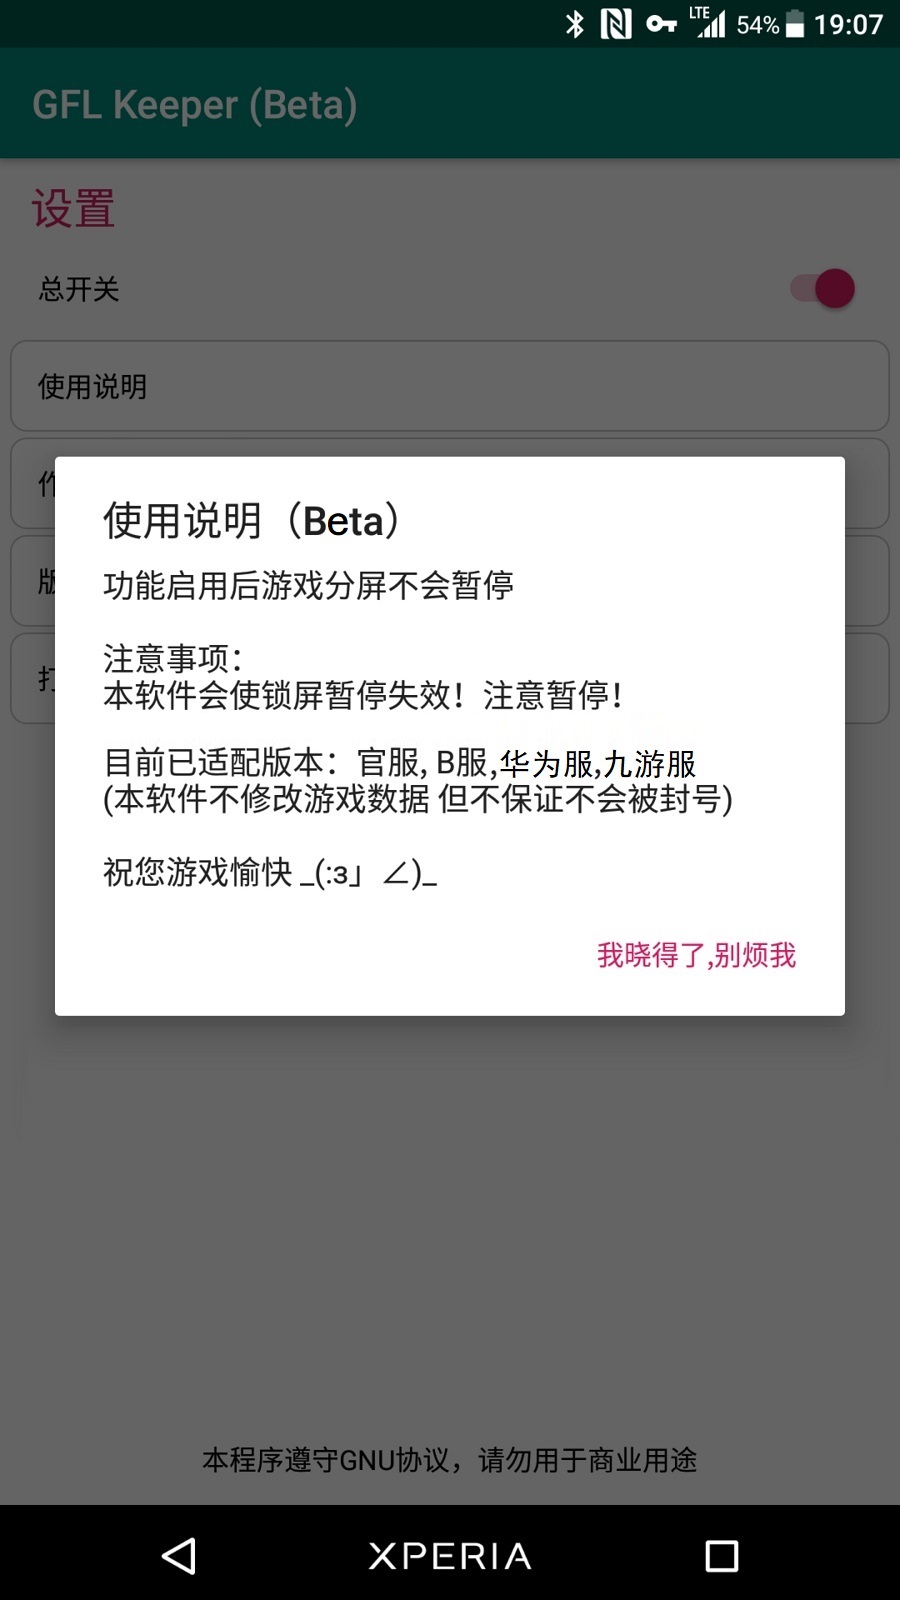 LTE 54% 19:07
GFL Keeper (Beta)
设置
总开关
使用说明
作
版
打
使用说明（Beta）
功能启用后游戏分屏不会暂停
注意事项：
本软件会使锁屏暂停失效！注意暂停！
目前已适配版本：官服, B服,华为服,九游服
(本软件不修改游戏数据 但不保证不会被封号)
祝您游戏愉快 _(:з」∠)_
我晓得了,别烦我
本程序遵守GNU协议，请勿用于商业用途
XPERIA